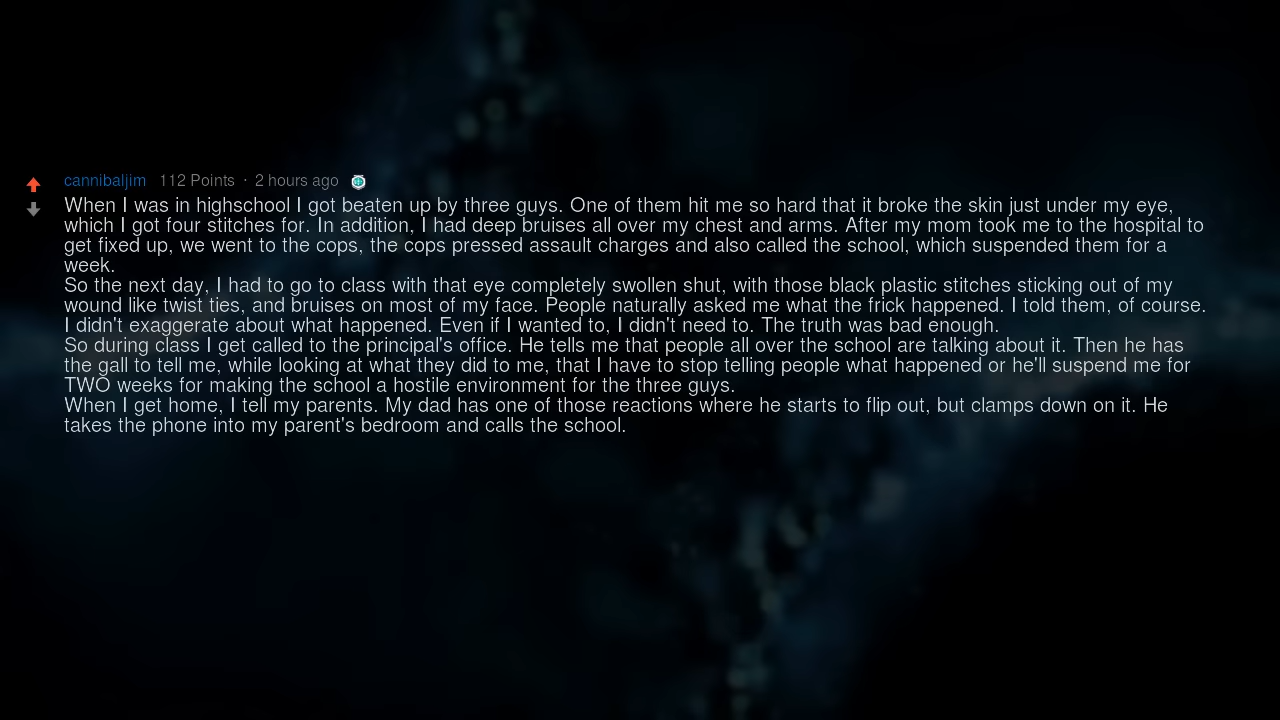 cannibaljim 112 Points · 2 hours ago
When I was in highschool I got beaten up by three guys. One of them hit me so hard that it broke the skin just under my eye,
which I got four stitches for. In addition, I had deep bruises all over my chest and arms. After my mom took me to the hospital to
get fixed up, we went to the cops, the cops pressed assault charges and also called the school, which suspended them for a
week.
So the next day, I had to go to class with that eye completely swollen shut, with those black plastic stitches sticking out of my
wound like twist ties, and bruises on most of my face. People naturally asked me what the frick happened. I told them, of course.
I didn't exaggerate about what happened. Even if I wanted to, I didn't need to. The truth was bad enough.
So during class I get called to the principal's office. He tells me that people all over the school are talking about it. Then he has
the gall to tell me, while looking at what they did to me, that I have to stop telling people what happened or he'll suspend me for
TWO weeks for making the school a hostile environment for the three guys.
When I get home, I tell my parents. My dad has one of those reactions where he starts to flip out, but clamps down on it. He
takes the phone into my parent's bedroom and calls the school.